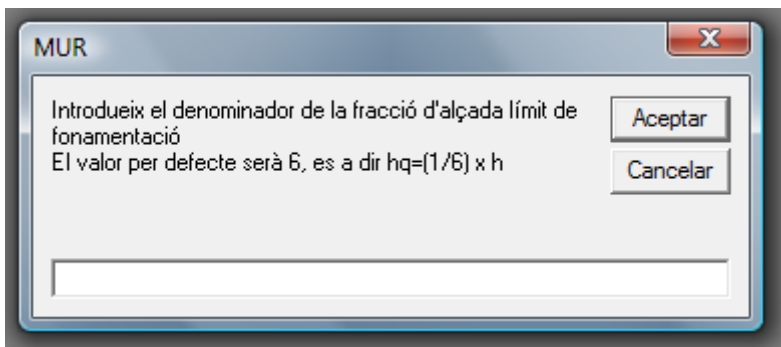 MUR
Introdueix el denominador de la fracció d'alçada límit de
fonamentació
El valor per defecte serà 6, es a dir hq=(1/6) x h
Aceptar
Cancelar